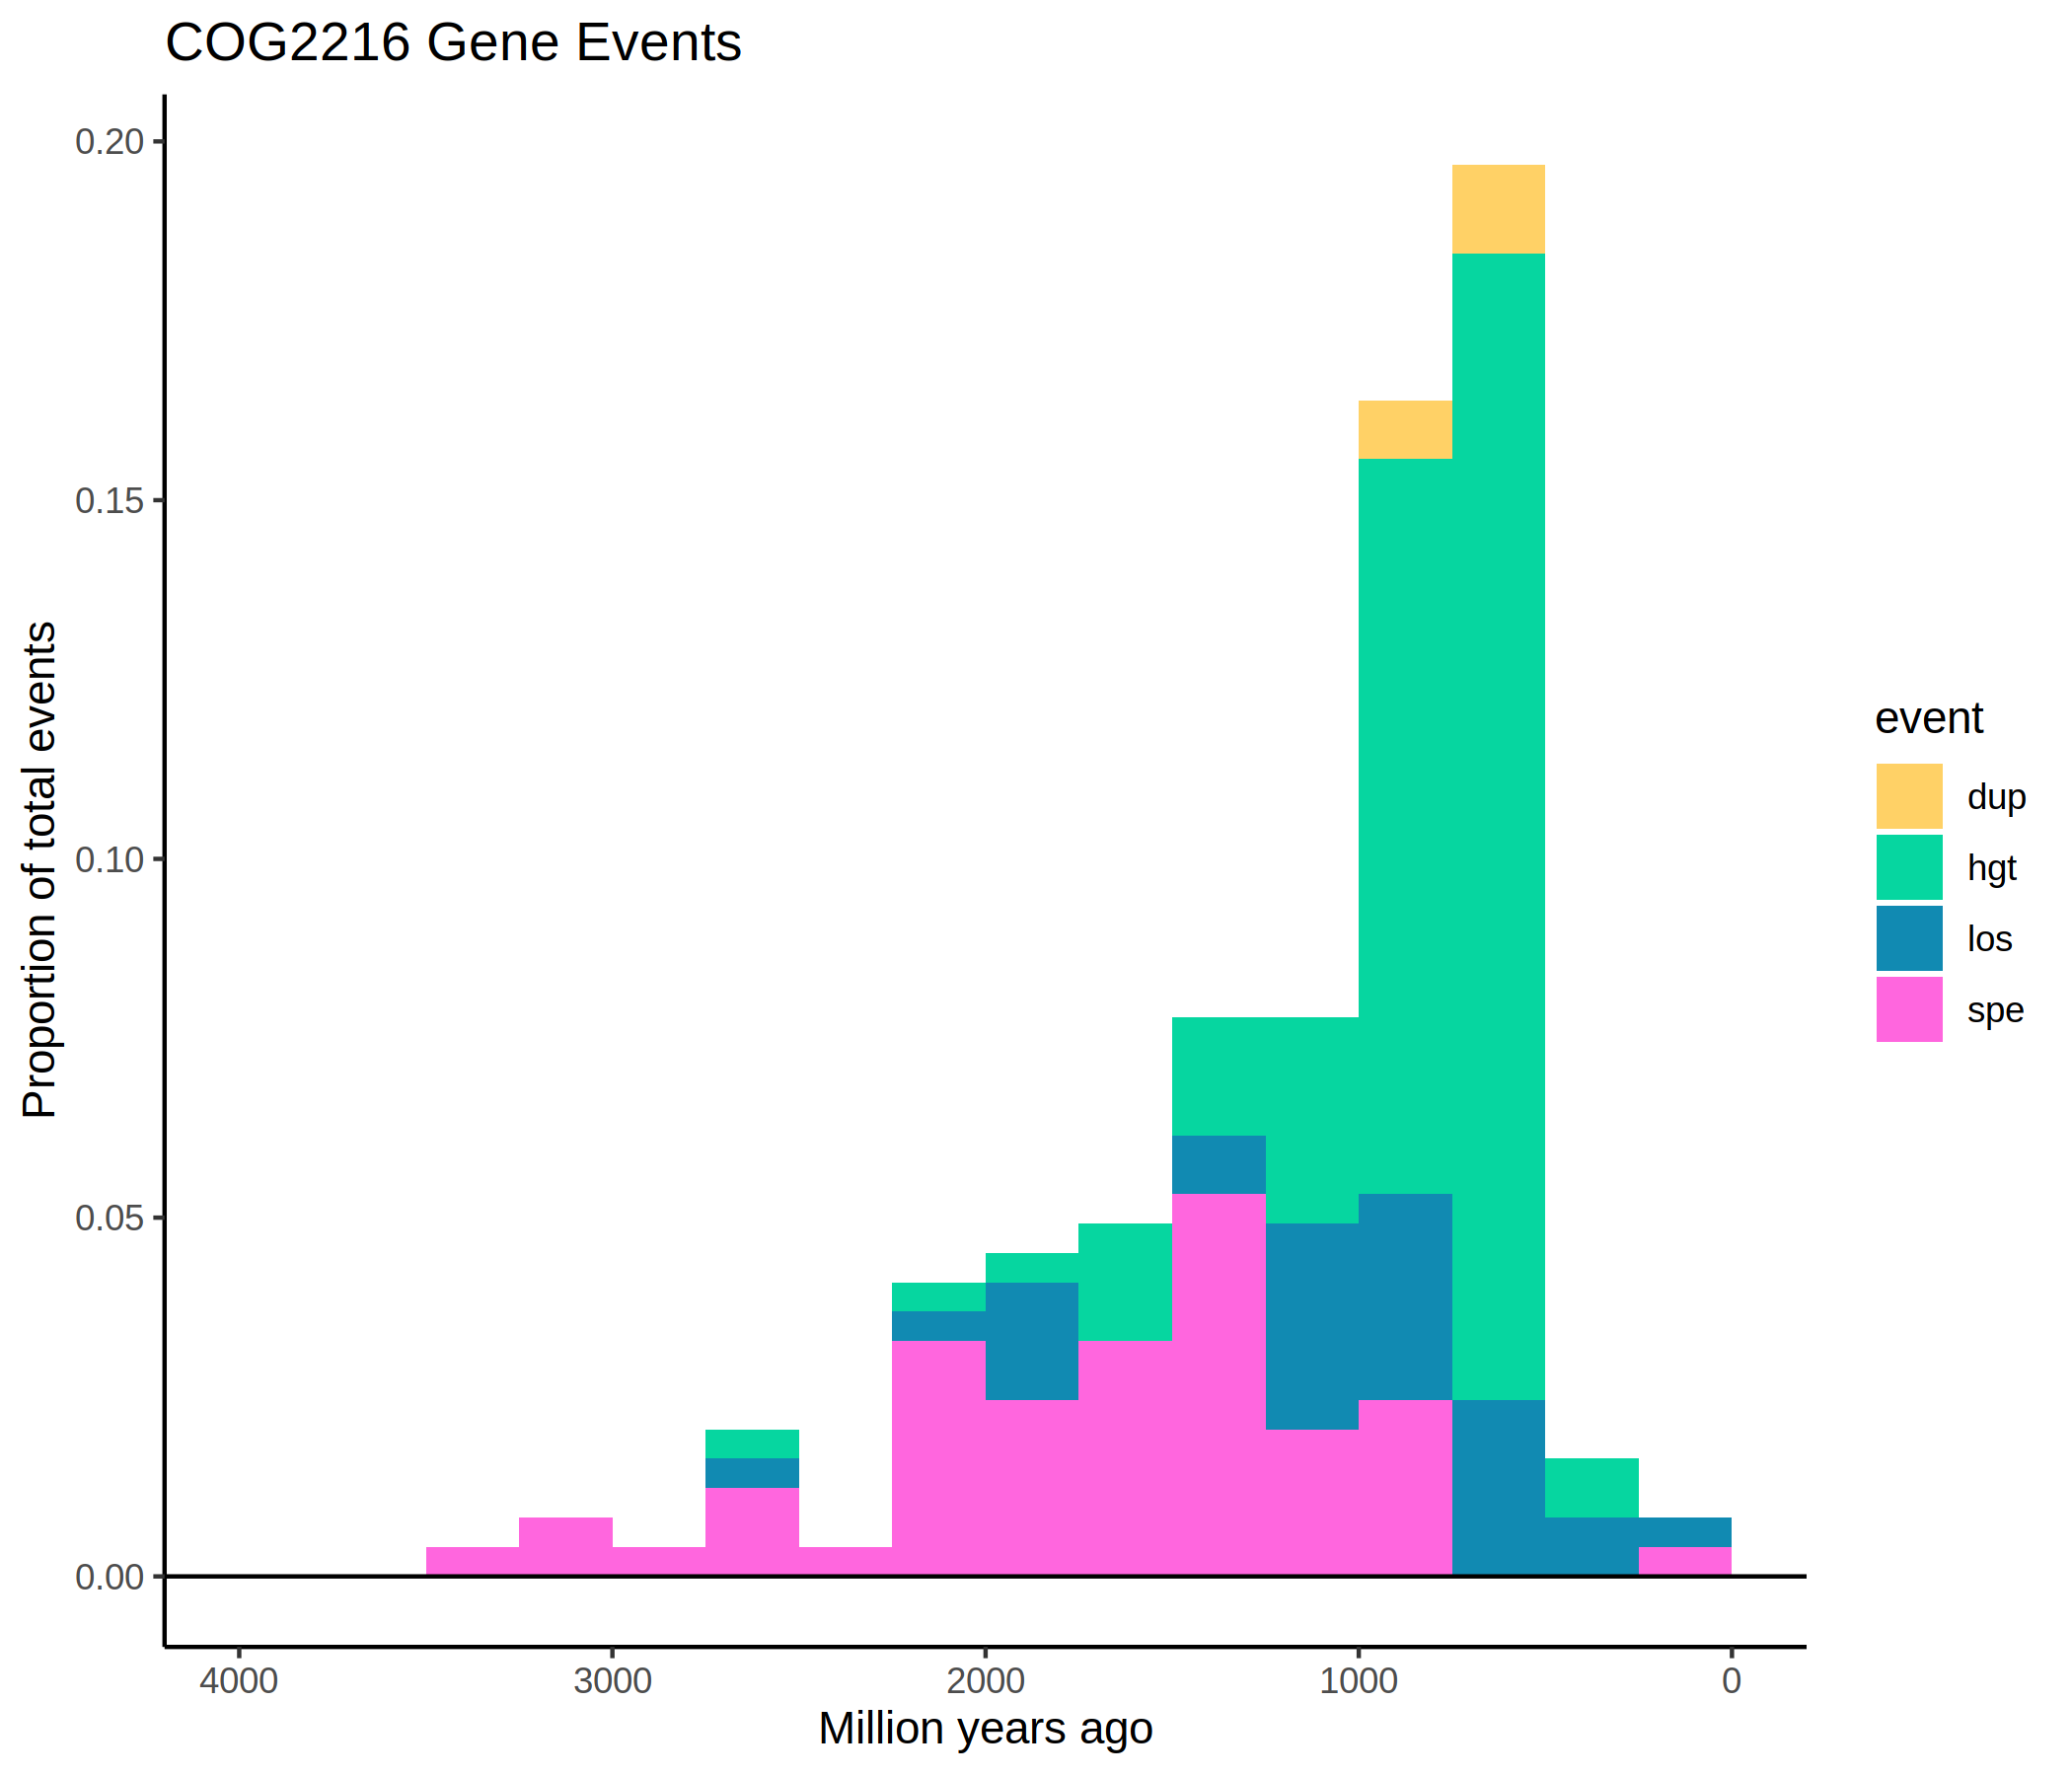 COG2216 Gene Events
Proportion of total events
0.20
0.15
0.10
0.05
0.00
4000 3000 2000 1000 0
Million years ago
event
dup
hgt
los
spe